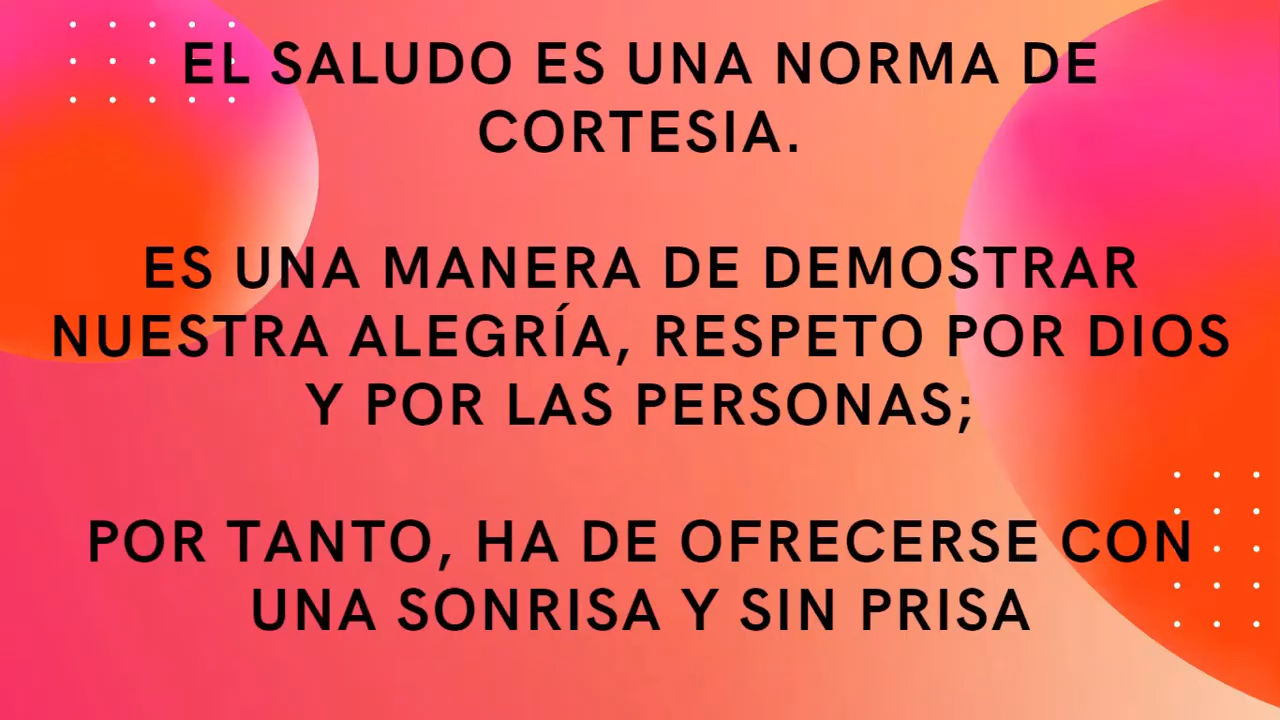 EL SALUDO ES UNA NORMA DE
CORTESIA.
ES UNA MANERA DE DEMOSTRAR
NUESTRA ALEGRÍA, RESPETO POR DIOS
Y POR LAS PERSONAS;
POR TANTO, HA DE OFRECERSE CON
UNA SONRISA Y SIN PRISA